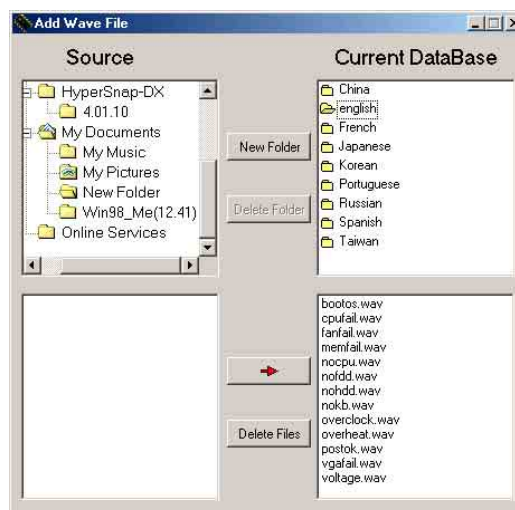 Add Wave File
Source
Current DataBase
HyperSnap-DX
4.01.10
My Documents
My Music
My Pictures
New Folder
Win98_Me(12.41)
Online Services
New Folder
Delete Folder
China
english
French
Japanese
Korean
Portuguese
Russian
Spanish
Taiwan
Delete Files
bootos.wav
cpufail.wav
fanfail.wav
memfail.wav
nocpu.wav
nofdd.wav
nohdd.wav
nokb.wav
overclock.wav
overheat.wav
postok.wav
vgafail.wav
voltage.wav